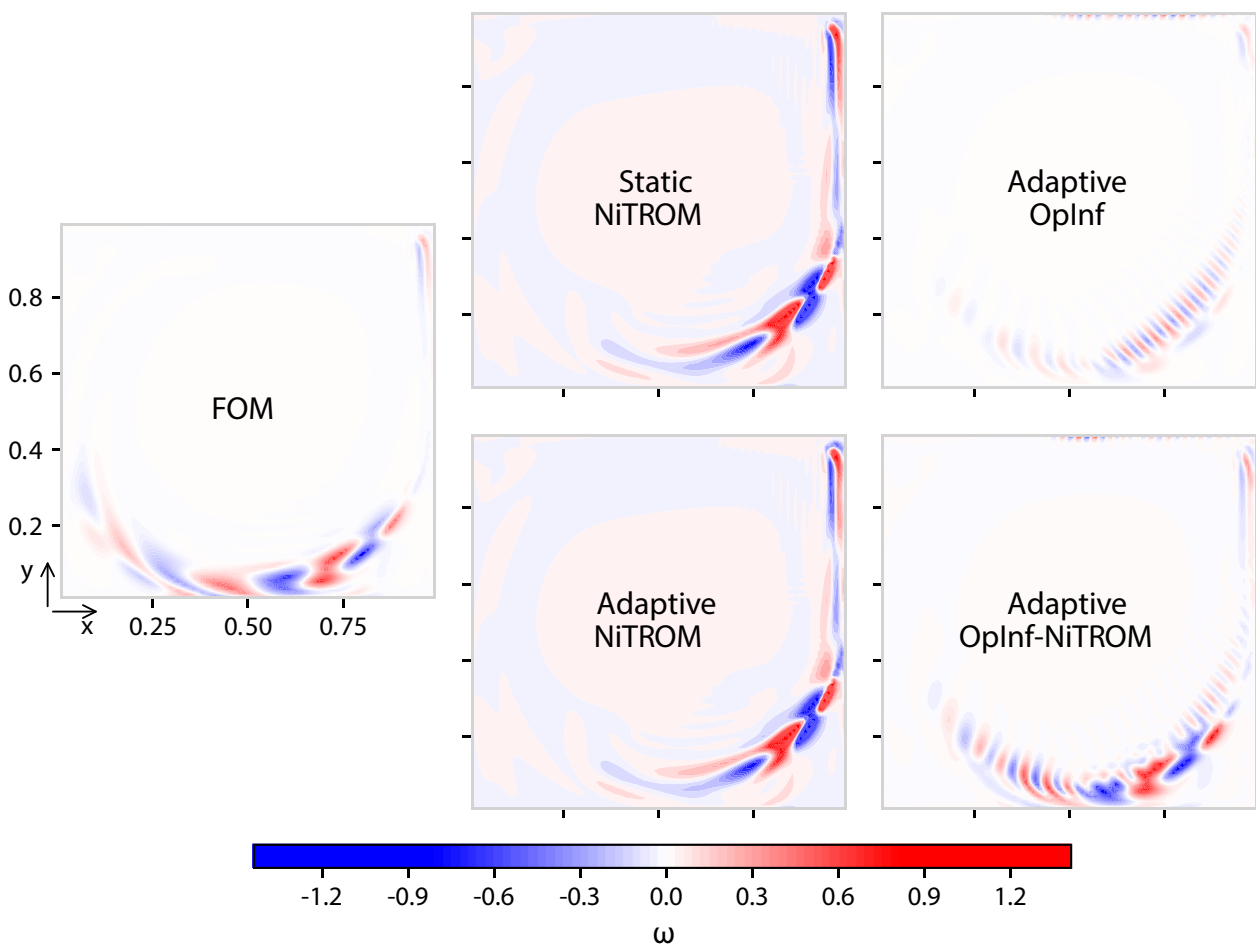 Static
NiTROM
Adaptive
OpInf
FOM
0.8
0.6
0.4
0.2
y
x
0.25 0.50 0.75
Adaptive
NiTROM
Adaptive
OpInf-NiTROM
-1.2 -0.9 -0.6 -0.3 0.0 0.3 0.6 0.9 1.2
ω